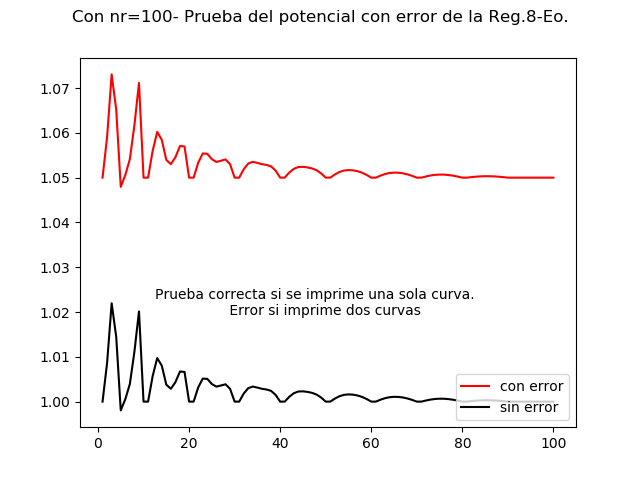 Con nr=100- Prueba del potencial con error de la Reg.8-Eo.
1.07
1.06
1.05
1.04
1.03
1.02
1.01
1.00
Prueba correcta si se imprime una sola curva.
Error si imprime dos curvas
con error
sin error
0 20 40 60 80 100